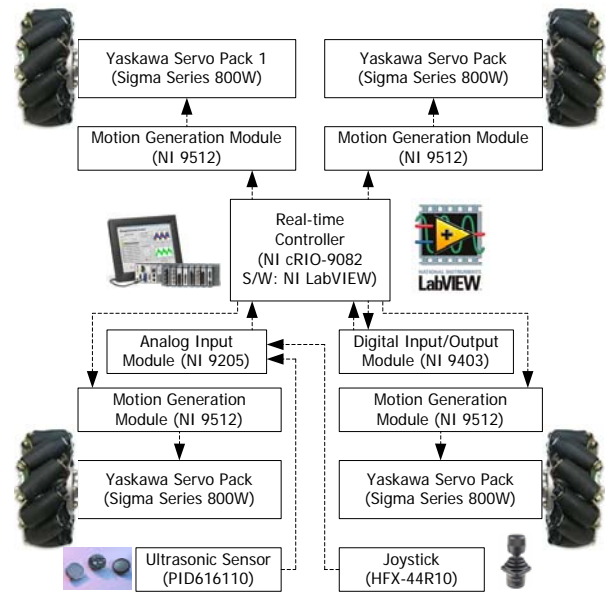 Yaskawa Servo Pack 1
(Sigma Series 800W)
Yaskawa Servo Pack
(Sigma Series 800W)
Motion Generation Module
(NI 9512)
Motion Generation Module
(NI 9512)
Real-time
Controller
(NI cRIO-9082
S/W: NI LabVIEW)
NATIONAL INSTRUMENTS
LabVIEW
Analog Input
Module (NI 9205)
Digital Input/Output
Module (NI 9403)
Motion Generation
Module (NI 9512)
Motion Generation
Module (NI 9512)
Yaskawa Servo Pack
(Sigma Series 800W)
Yaskawa Servo Pack
(Sigma Series 800W)
Ultrasonic Sensor
(PID616110)
Joystick
(HFX-44R10)